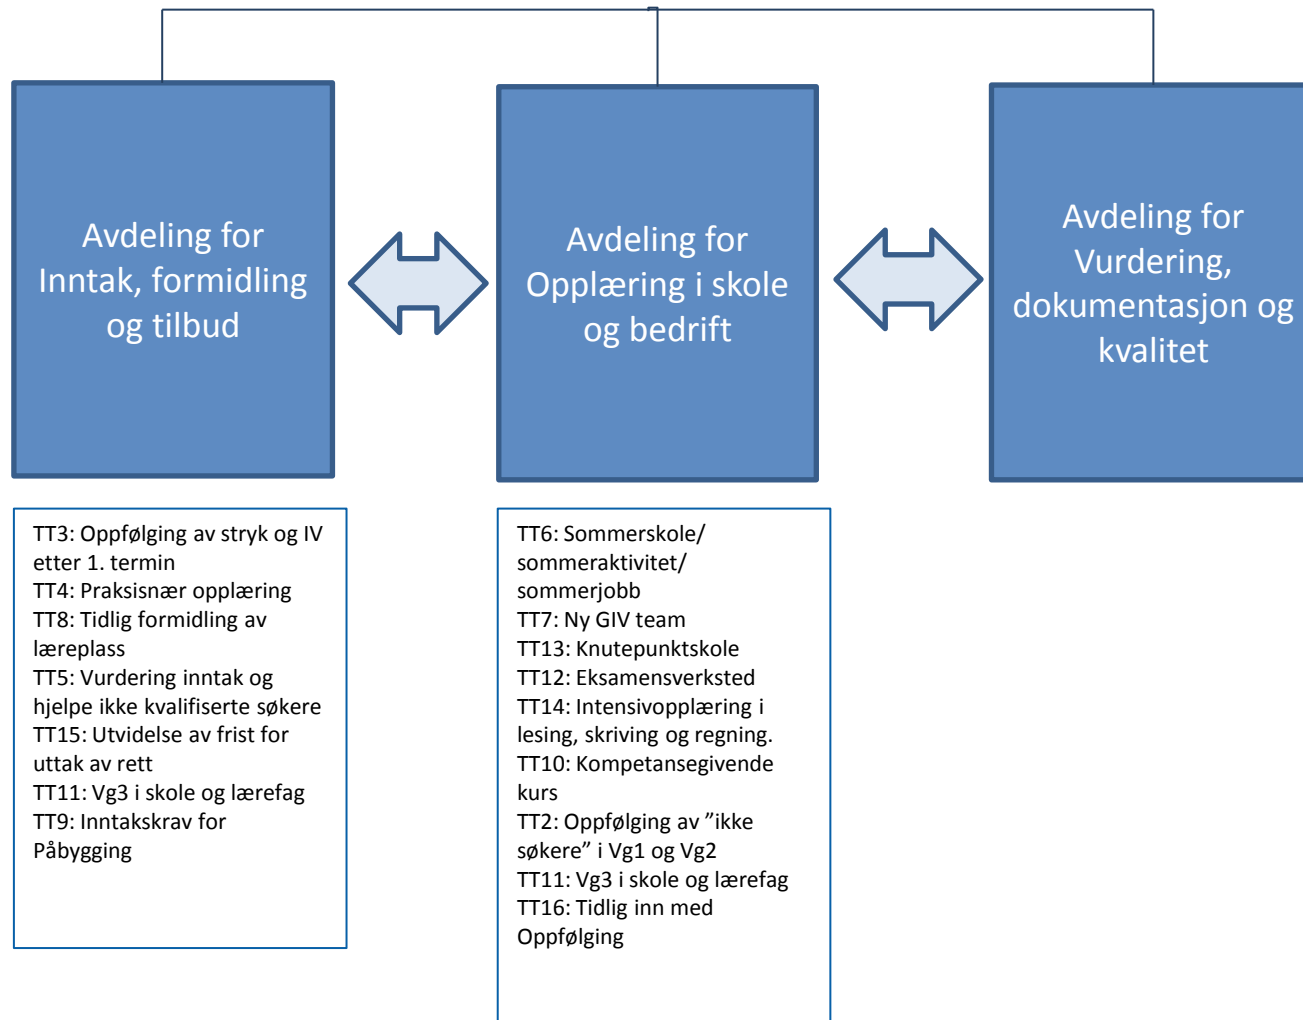 Avdeling for
Inntak, formidling
og tilbud
Avdeling for
Opplæring i skole
og bedrift
Avdeling for
Vurdering,
dokumentasjon og
kvalitet
TT3: Oppfølging av stryk og IV
etter 1. termin
TT4: Praksisnær opplæring
TT8: Tidlig formidling av
læreplass
TT5: Vurdering inntak og
hjelpe ikke kvalifiserte søkere
TT15: Utvidelse av frist for
uttak av rett
TT11: Vg3 i skole og lærefag
TT9: Inntakskrav for
Påbygging
TT6: Sommerskole/
sommeraktivitet/
sommerjobb
TT7: Ny GIV team
TT13: Knutepunktskole
TT12: Eksamensverksted
TT14: Intensivopplæring i
lesing, skriving og regning.
TT10: Kompetansegivende
kurs
TT2: Oppfølging av ”ikke
søkere” i Vg1 og Vg2
TT11: Vg3 i skole og lærefag
TT16: Tidlig inn med
Oppfølging